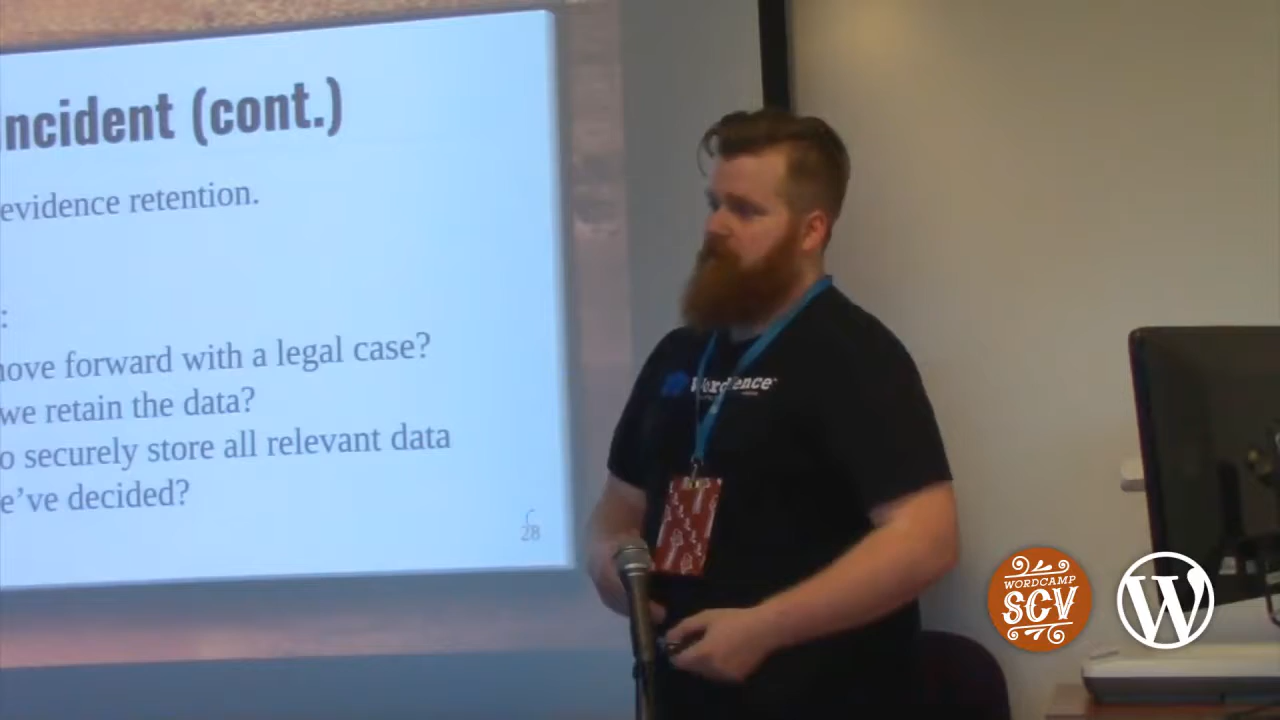 ncident (cont.)
evidence retention.
:
ove forward with a legal case?
we retain the data?
o securely store all relevant data
e've decided?
28
Wordfence
WORDCAMP
SCV
W